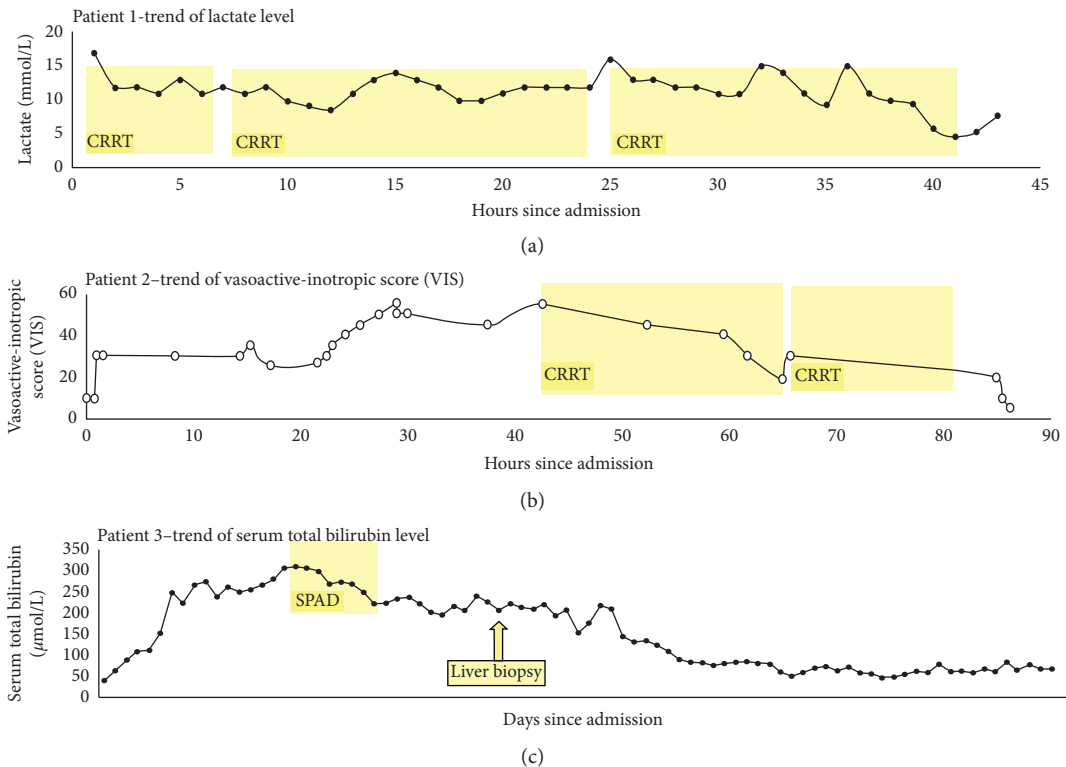 Patient 1-trend of lactate level
Lactate (mmol/L)
20
15
10
5
0
CRRT
CRRT
CRRT
0 5 10 15 20 25 30 35 40 45
Hours since admission
(a)
Patient 2–trend of vasoactive-inotropic score (VIS)
Vasoactive-inotropic
score (VIS)
60
40
20
0
CRRT
CRRT
0 10 20 30 40 50 60 70 80 90
Hours since admission
(b)
Patient 3–trend of serum total bilirubin level
Serum total bilirubin
(μmol/L)
350
300
250
200
150
100
50
0
SPAD
Liver biopsy
Days since admission
(c)